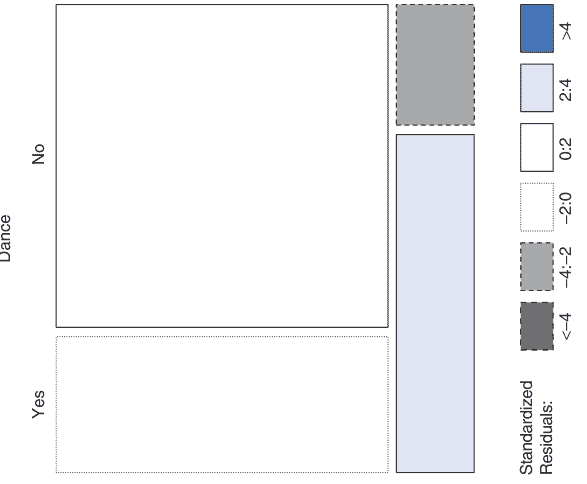 Dance
Yes
No
Standardized
Residuals:
<−4
−4:−2
−2:0
0:2
2:4
>4